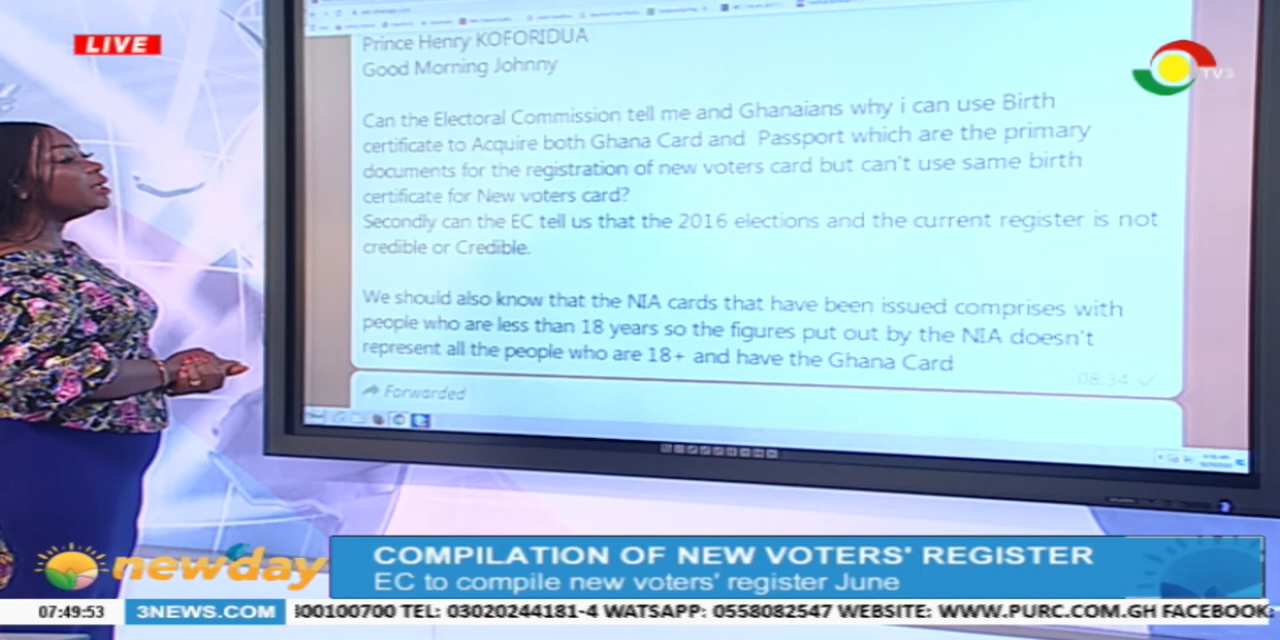 LIVE
Prince Henry KOFORIDUA
Good Morning Johnny
Can the Electoral Commission tell me and Ghanaians why i can use Birth
certificate to Acquire both Ghana Card and Passport which are the primary
documents for the registration of new voters card but can't use same birth
certificate for New voters card?
Secondly can the EC tell us that the 2016 elections and the current register is not
credible or Credible.
We should also know that the NIA cards that have been issued comprises with
people who are less than 18 years so the figures put out by the NIA doesn't
represent all the people who are 18+ and have the Ghana Card
08:34
Forwarded
TV3
newday
COMPILATION OF NEW VOTERS' REGISTER
EC to compile new voters' register June
07:49:53
3NEWS.COM
800100700 TEL: 03020244181-4 WATSAPP: 0558082547 WEBSITE: WWW.PURC.COM.GH FACEBOOK: